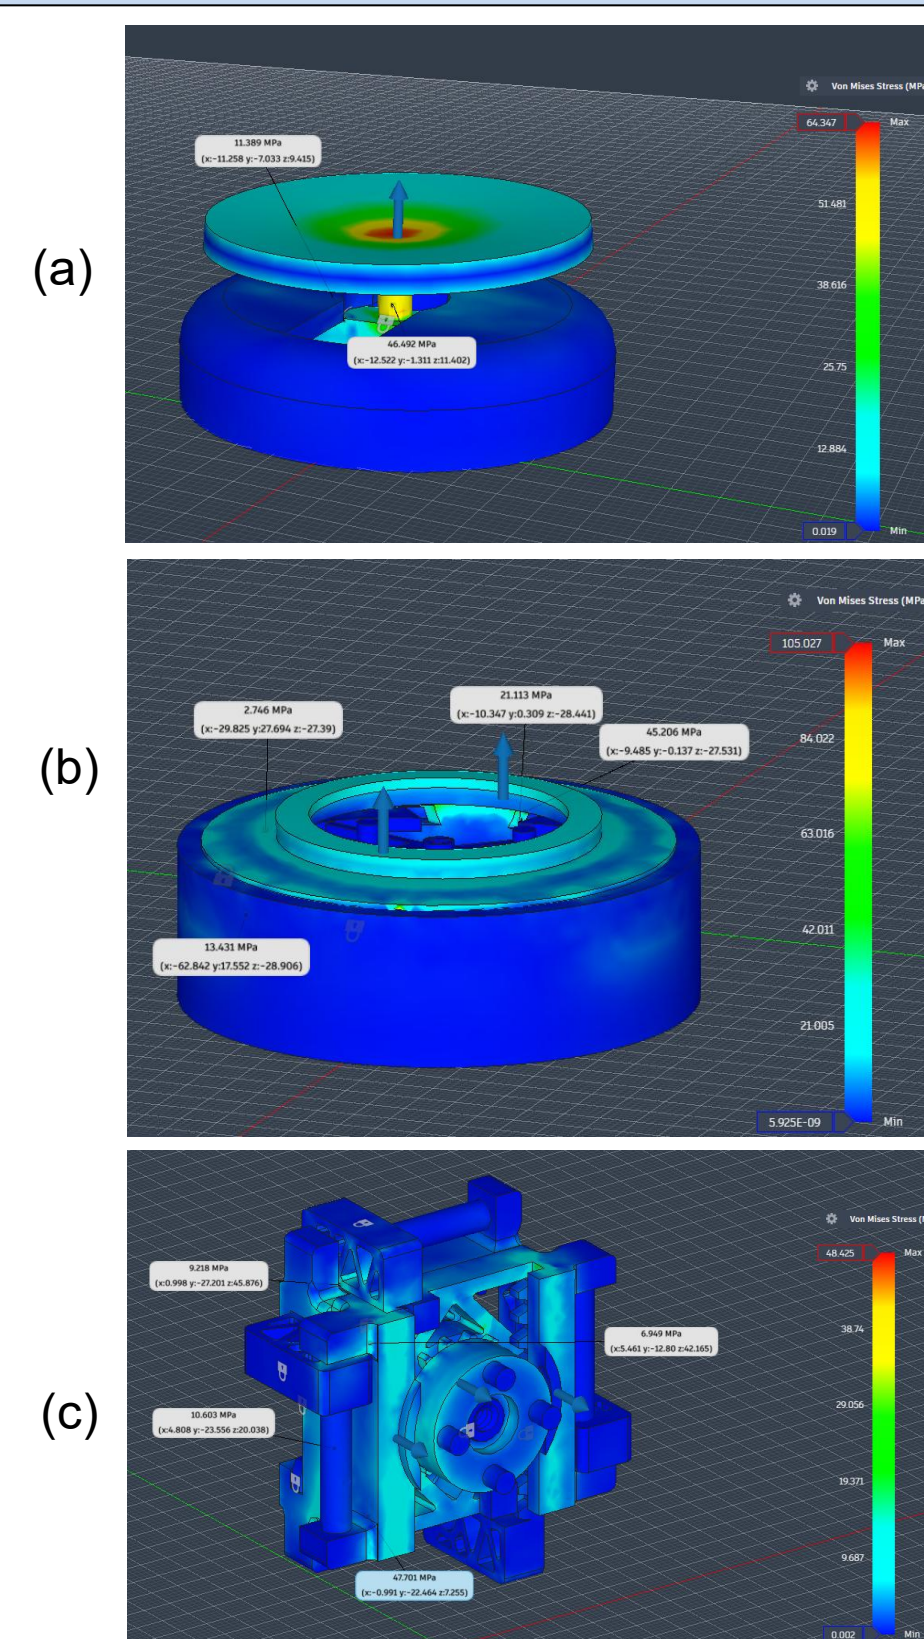 (a)
Von Mises Stress (MPa
64.347
Max
11.389 MPa
(x:-11.258 y:-7.033 z:9.415)
51.481
38.616
46.492 MPa
(x:-12.522 y:-1.311 z:11.402)
25.75
12.884
0.019
Min
(b)
Von Mises Stress (MPa
105.027
Max
2.746 MPa
(x:-29.825 y:27.694 z:-27.39)
21.113 MPa
(x:-10.347 y:0.309 z:-28.441)
45.206 MPa
(x:-9.485 y:-0.137 z:-27.531)
84.022
63.016
13.431 MPa
(x:-62.842 y:17.552 z:-28.906)
42.011
21.005
5.925E-09
Min
(c)
Von Mises Stress (
48.425
Max
9.218 MPa
(x:0.998 y:-27.201 z:45.876)
38.74
6.949 MPa
(x:5.461 y:-12.80 z:42.165)
29.056
10.603 MPa
(x:4.808 y:-23.556 z:20.038)
19.371
9.687
47.701 MPa
(x:-0.991 y:-22.464 z:7.255)
0.002
Min